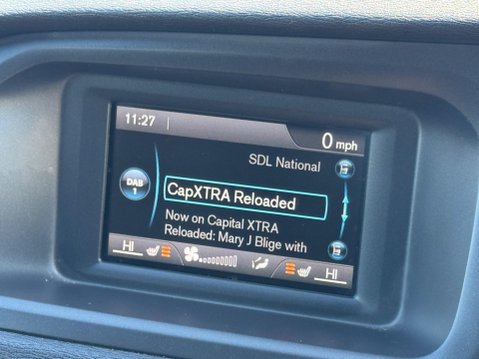 11:27
0 mph
SDL National
DAB
1
CapXTRA Reloaded
Now on Capital XTRA
Reloaded: Mary J Blige with
HI
HI